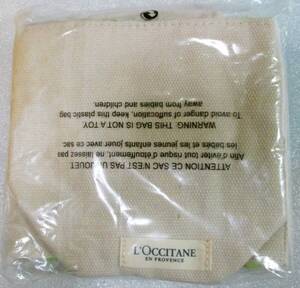 ATTENTION CE SAC N'EST PAS UN JOUET.
Afin d'éviter tout risque d'étouffement, ne laissez pas
les bébés et les jeunes enfants jouer avec ce sac
WARNING. THIS BAG IS NOT A TOY.
To avoid danger of suffocation, keep this plastic bag
away from babies and children.
L'OCCITANE
EN PROVENCE